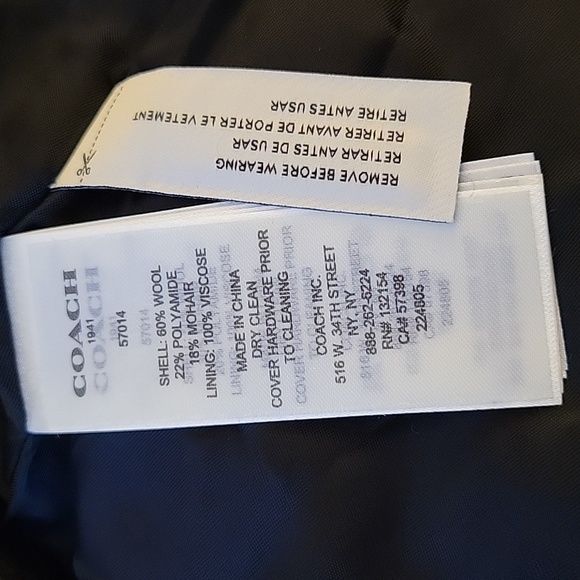 REMOVE BEFORE WEARING
RETIRAR ANTES DE USAR
RETIRER AVANT DE PORTER LE VETEMENT
RETIRE ANTES USAR
COACH
1941
57014
SHELL: 60% WOOL
22% POLYAMIDE
18% MOHAIR
LINING: 100% VISCOSE
MADE IN CHINA
DRY CLEAN
COVER HARDWARE PRIOR
TO CLEANING
COACH INC.
516 W. 34TH STREET
NY, NY
888-262-6224
RN#: 132154
CA# 57398
224805